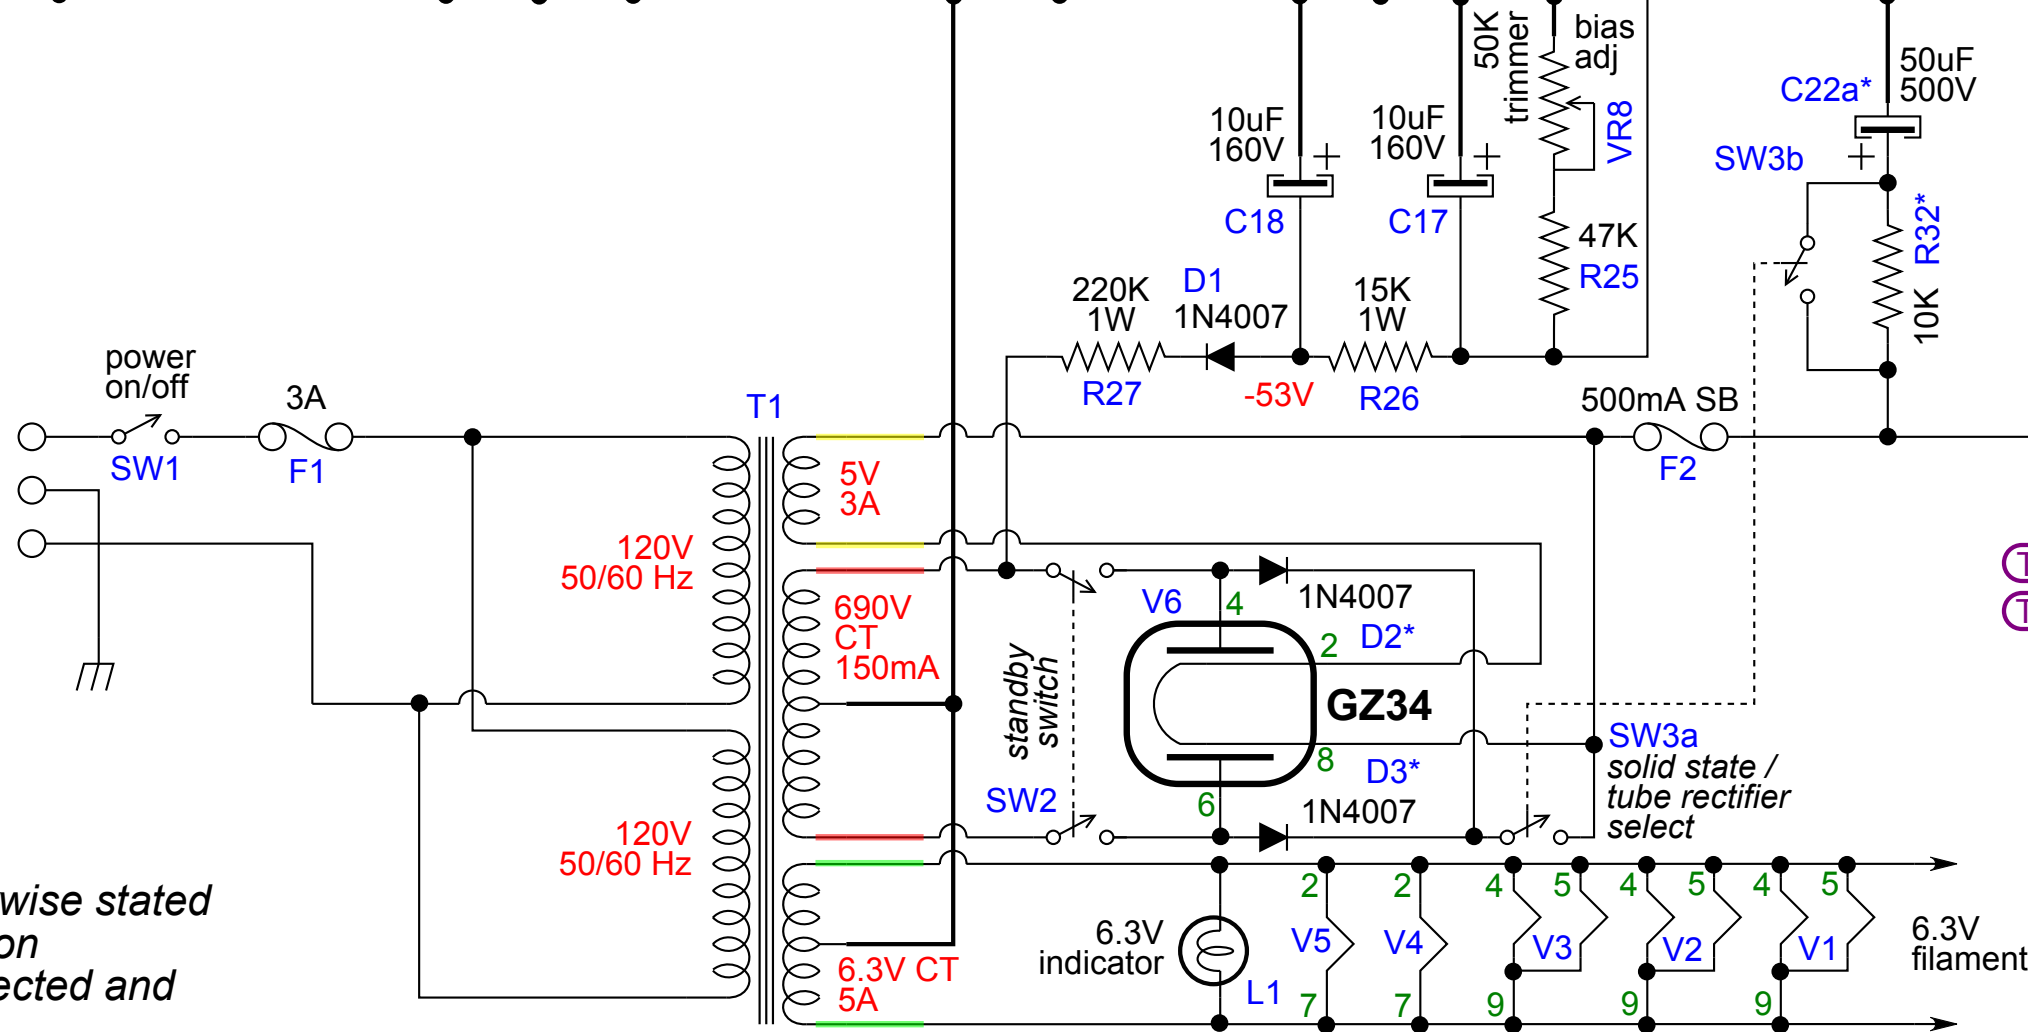 50K
trimmer
bias
adj
VR8
50uF
500V
C22a*
10uF
160V
+
C18
10uF
160V
+
C17
SW3b
+
R32*
10K
47K
R25
D1
1N4007
220K
1W
R27
15K
1W
R26
-53V
power
on/off
SW1
3A
F1
T1
500mA SB
F2
5V
3A
120V
50/60 Hz
690V
CT
150mA
standby
switch
SW2
V6
4
1N4007
D2*
2
GZ34
8
D3*
6
1N4007
SW3a
solid state /
tube rectifier
select
120V
50/60 Hz
6.3V CT
5A
6.3V
indicator
L1
2
V5
7
2
V4
7
4
5
V3
9
4
5
V2
9
4
5
V1
9
6.3V
filament
T
T
wise stated
on
ected and